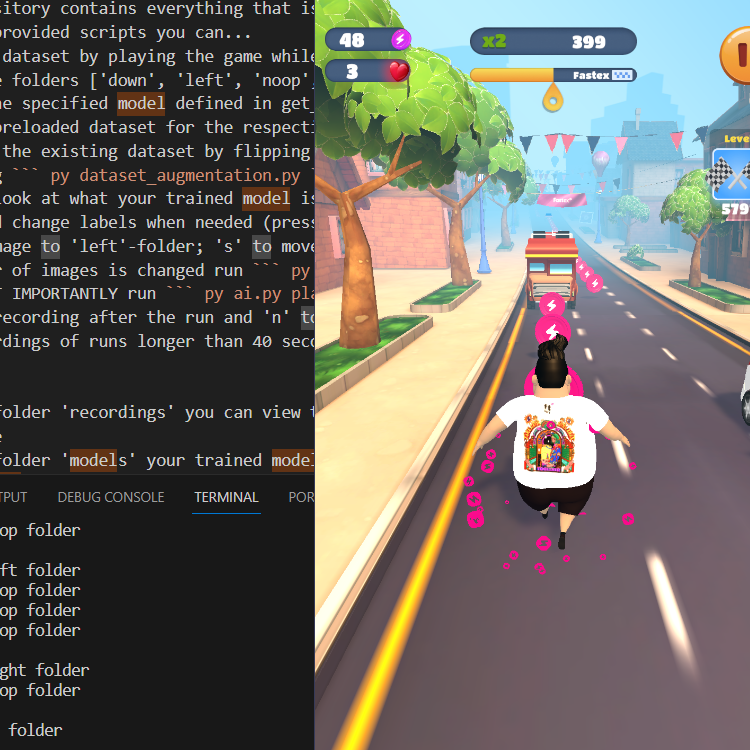 sitory contains everything that is
provided scripts you can...
dataset by playing the game while
e folders ['down', 'left', 'noop',
he specified model defined in get_
preloaded dataset for the respecti
the existing dataset by flipping
g ``` py dataset_augmentation.py l
look at what your trained model is
d change labels when needed (press
mage to 'left'-folder; 's' to move
r of images is changed run ``` py
T IMPORTANTLY run ``` py ai.py pla
recording after the run and 'n' to
rdings of runs longer than 40 seco
folder 'recordings' you can view t
e
folder 'models' your trained model
TPUT DEBUG CONSOLE TERMINAL POR
op folder
ft folder
op folder
op folder
op folder
ght folder
op folder
folder
48
x2 399
3
Fastex
Leve
579